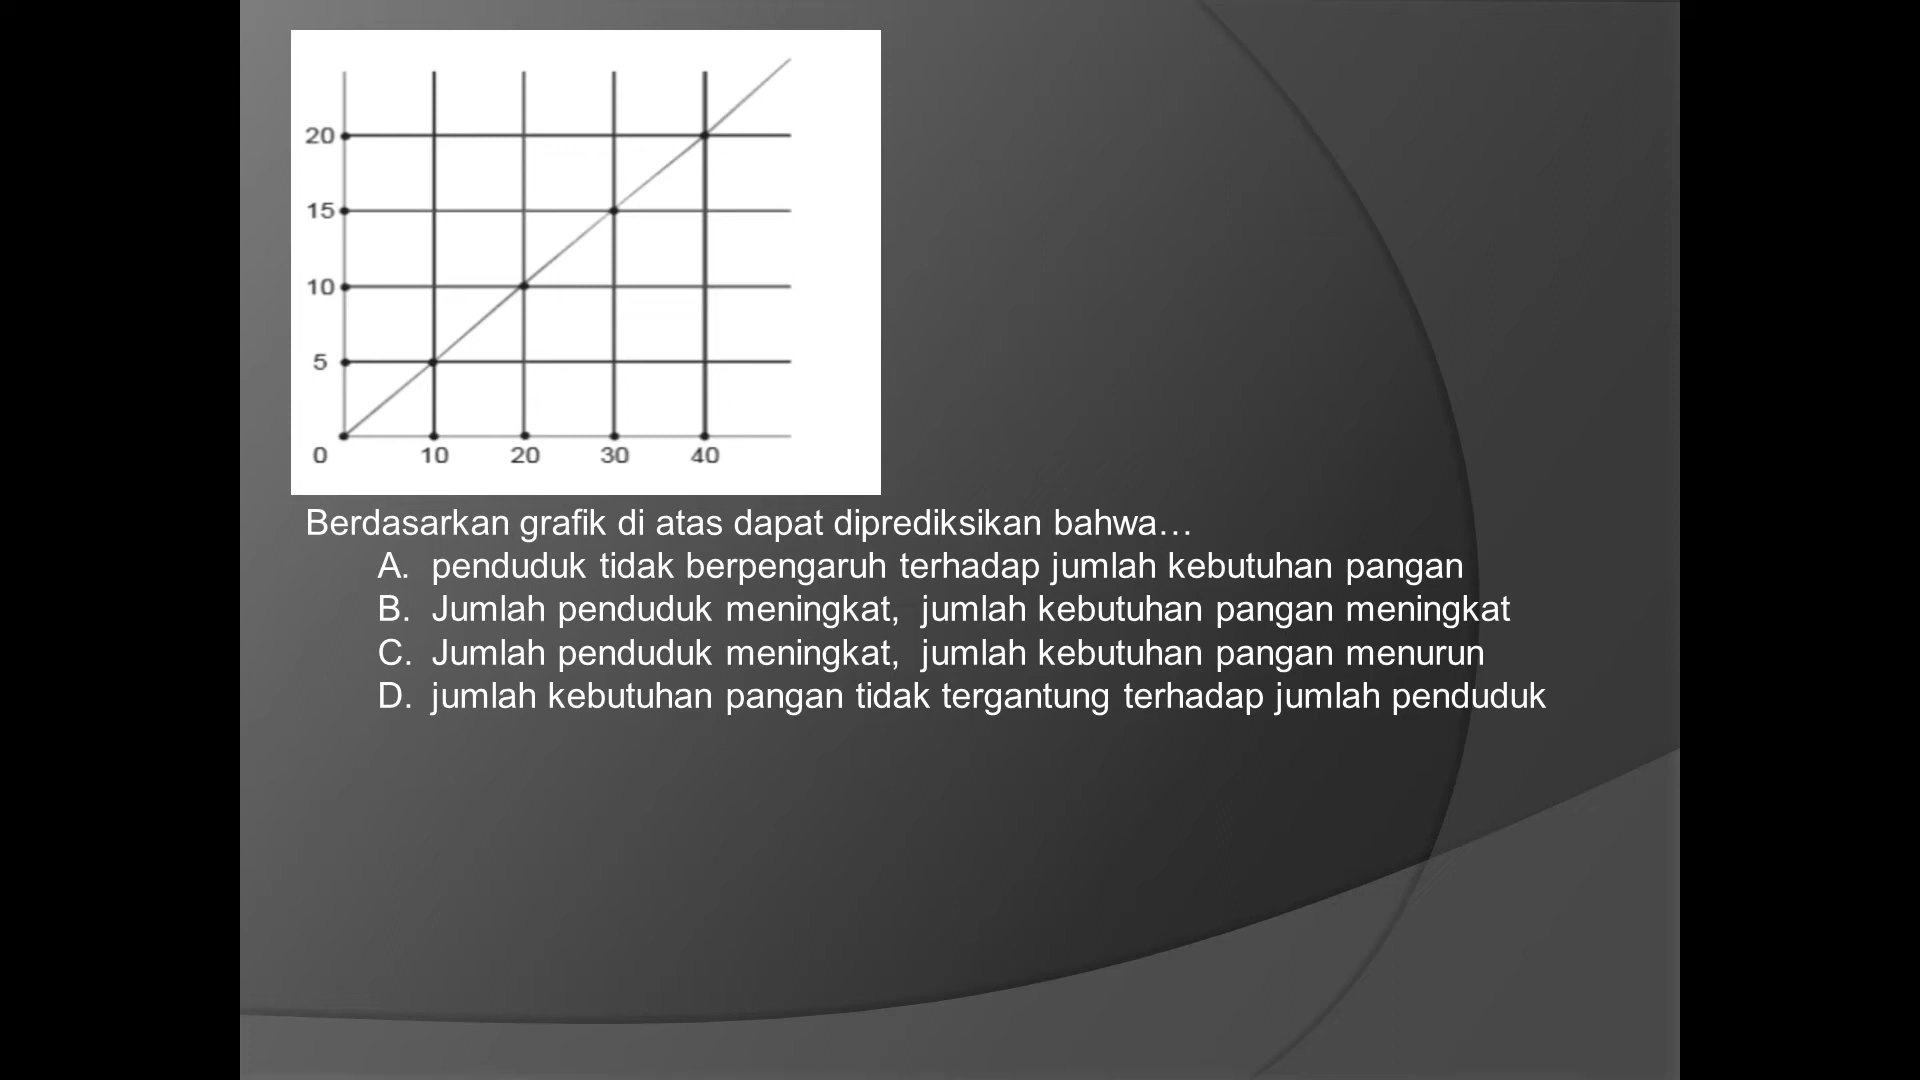 20
15
10
5
0 10 20 30 40
Berdasarkan grafik di atas dapat diprediksikan bahwa…
A. penduduk tidak berpengaruh terhadap jumlah kebutuhan pangan
B. Jumlah penduduk meningkat, jumlah kebutuhan pangan meningkat
C. Jumlah penduduk meningkat, jumlah kebutuhan pangan menurun
D. jumlah kebutuhan pangan tidak tergantung terhadap jumlah penduduk